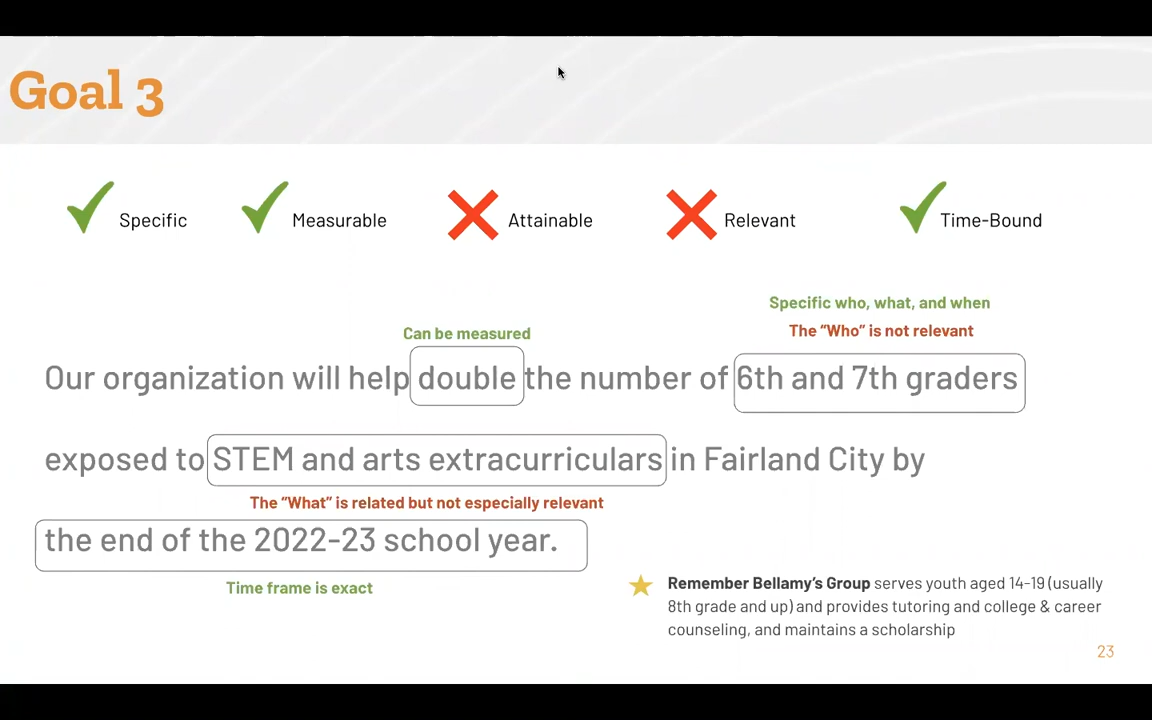 Goal 3
Specific
Measurable
Attainable
Relevant
Time-Bound
Specific who, what, and when
Can be measured
The “Who” is not relevant
Our organization will help double the number of 6th and 7th graders
exposed to STEM and arts extracurriculars in Fairland City by
The “What” is related but not especially relevant
the end of the 2022-23 school year.
Time frame is exact
Remember Bellamy’s Group serves youth aged 14-19 (usually
8th grade and up) and provides tutoring and college & career
counseling, and maintains a scholarship
23